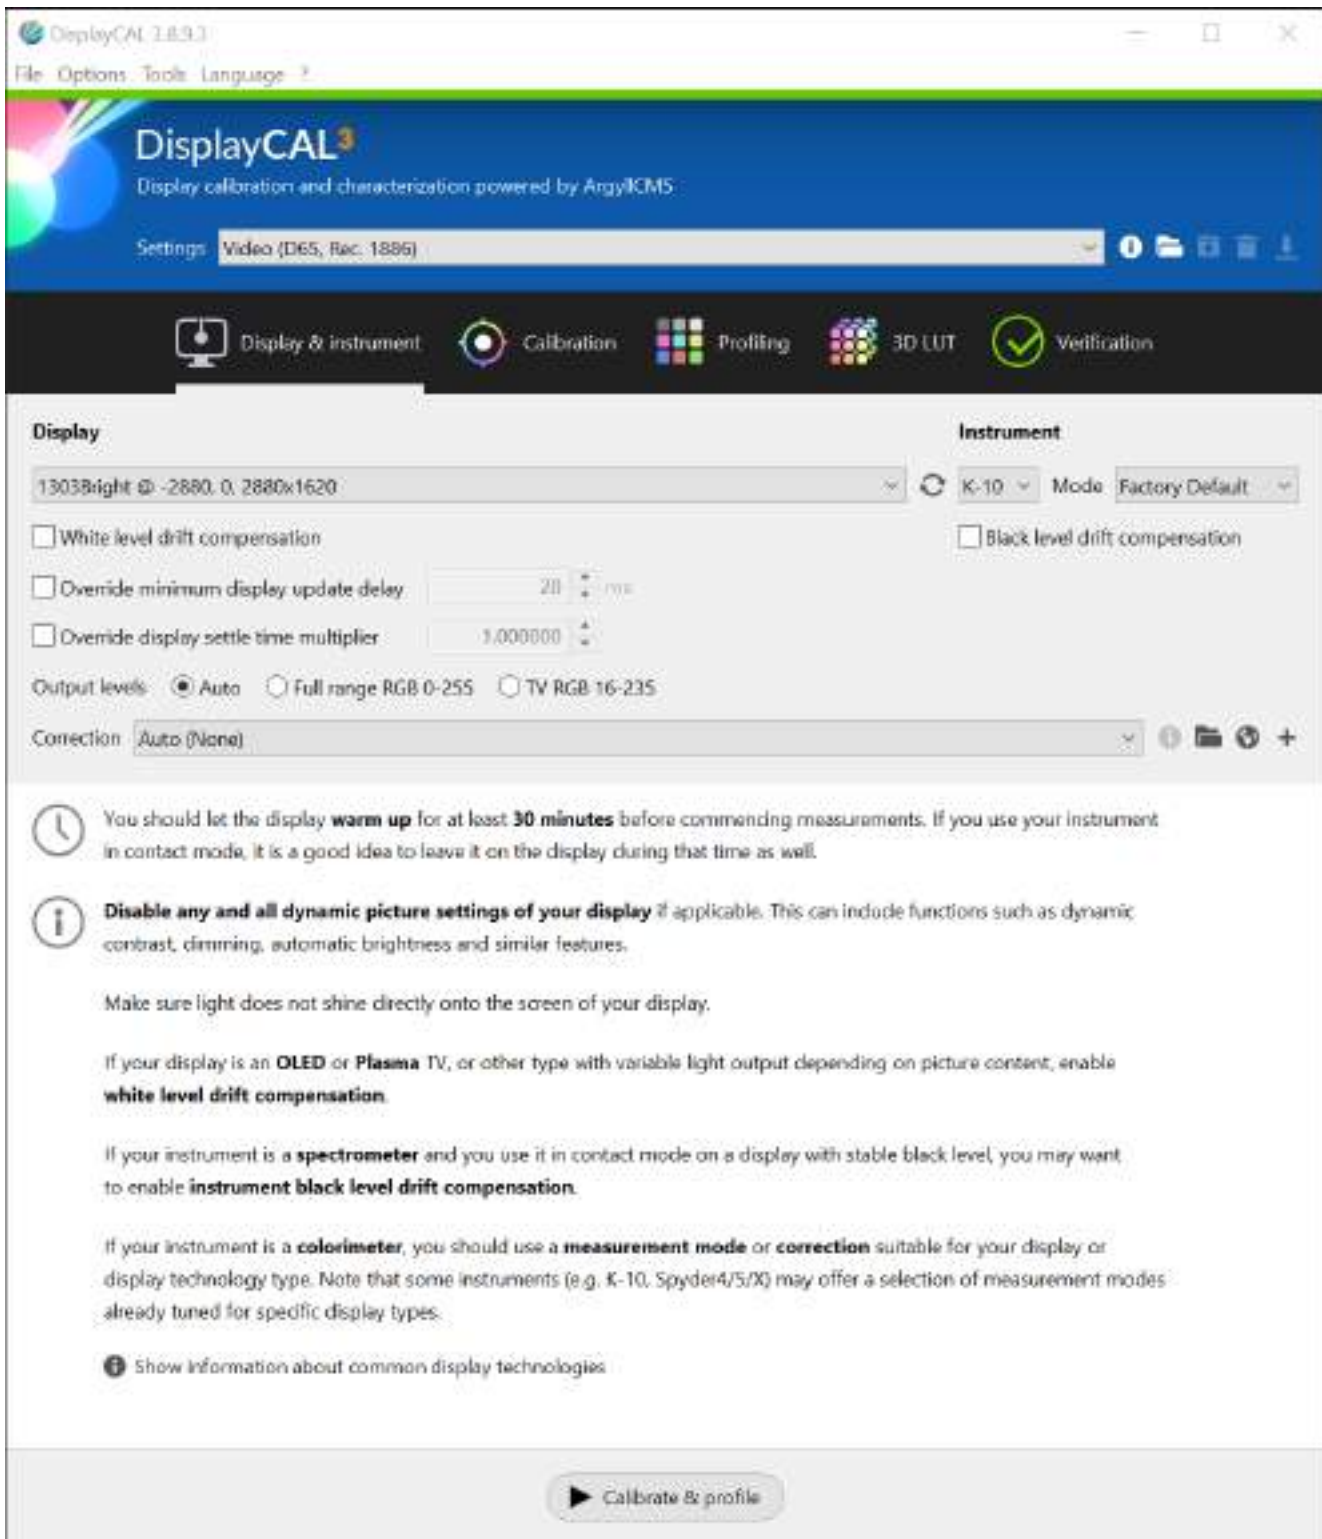 DisplayCAL 3.8.9.3
File Options Tools Language ?
DisplayCAL3
Display calibration and characterization powered by ArgyllCMS
Settings Video (D65, Rec. 1886)
Display & instrument Calibration Profiling 3D LUT Verification
Display Instrument
1303Bright @ -2880, 0, 2880x1620 K-10 Mode Factory Default
White level drift compensation Black level drift compensation
Override minimum display update delay 20 ms
Override display settle time multiplier 1.000000
Output levels Auto Full range RGB 0-255 TV RGB 16-235
Correction Auto (None)
You should let the display warm up for at least 30 minutes before commencing measurements. If you use your instrument
in contact mode, it is a good idea to leave it on the display during that time as well.
Disable any and all dynamic picture settings of your display if applicable. This can include functions such as dynamic
contrast, dimming, automatic brightness and similar features.
Make sure light does not shine directly onto the screen of your display.
If your display is an OLED or Plasma TV, or other type with variable light output depending on picture content, enable
white level drift compensation.
If your instrument is a spectrometer and you use it in contact mode on a display with stable black level, you may want
to enable instrument black level drift compensation.
If your instrument is a colorimeter, you should use a measurement mode or correction suitable for your display or
display technology type. Note that some instruments (e.g. K-10, Spyder4/5/X) may offer a selection of measurement modes
already tuned for specific display types.
Show information about common display technologies
Calibrate & profile